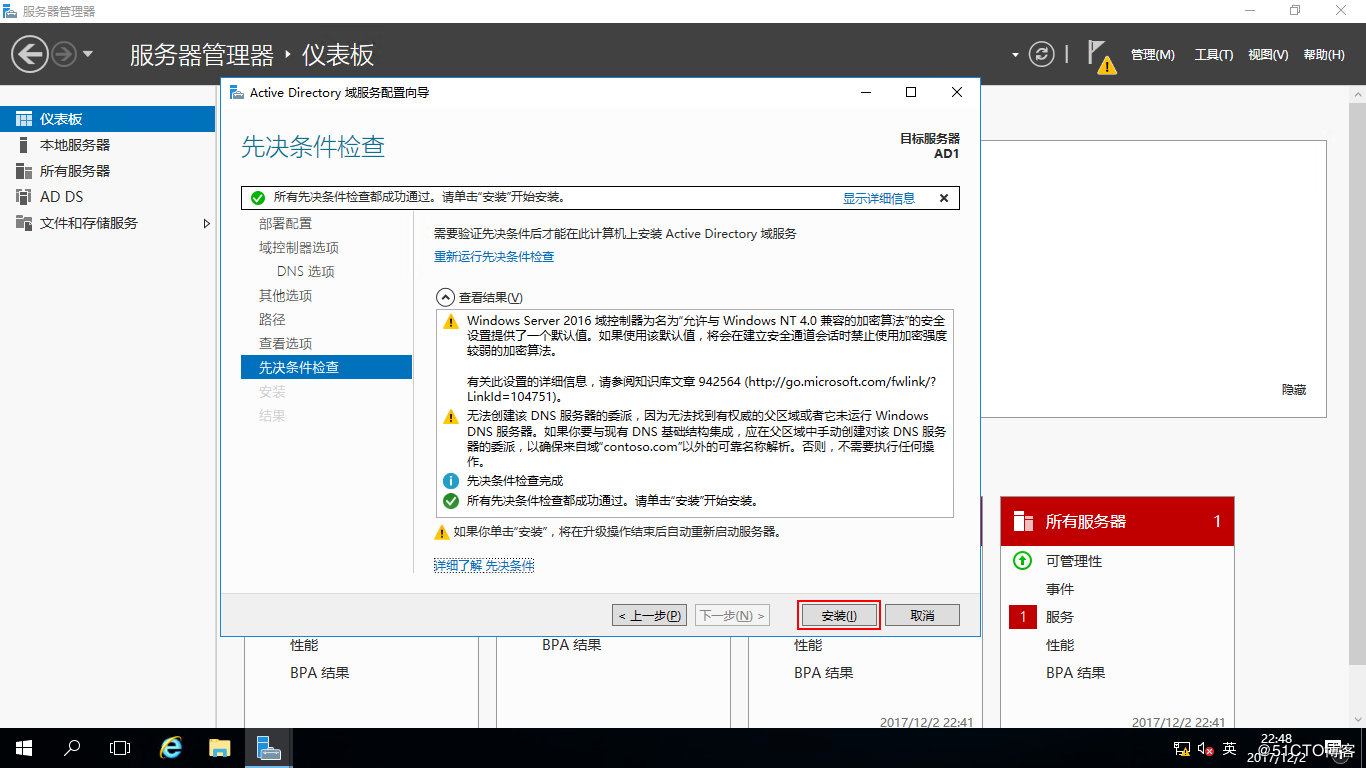 服务器管理器
服务器管理器 · 仪表板
管理(M) 工具(T) 视图(V) 帮助(H)
仪表板
本地服务器
所有服务器
AD DS
文件和存储服务
Active Directory 域服务配置向导
先决条件检查
目标服务器
AD1
所有先决条件检查都成功通过。请单击“安装”开始安装。
显示详细信息
部署配置
域控制器选项
DNS 选项
其他选项
路径
查看选项
先决条件检查
安装
结果
需要验证先决条件后才能在此计算机上安装 Active Directory 域服务
重新运行先决条件检查
查看结果(V)
Windows Server 2016 域控制器为名为“允许与 Windows NT 4.0 兼容的加密算法”的安全
设置提供了一个默认值。如果使用该默认值，将会在建立安全通道会话时禁止使用加密强度
较弱的加密算法。
有关此设置的详细信息，请参阅知识库文章 942564 (http://go.microsoft.com/fwlink/?
LinkId=104751)。
无法创建该 DNS 服务器的委派，因为无法找到有权威的父区域或者它未运行 Windows
DNS 服务器。如果你要与现有 DNS 基础结构集成，应在父区域中手动创建对该 DNS 服务
器的委派，以确保来自域“contoso.com”以外的可靠名称解析。否则，不需要执行任何操
作。
先决条件检查完成
所有先决条件检查都成功通过。请单击“安装”开始安装。
如果你单击“安装”，将在升级操作结束后自动重新启动服务器。
详细了解 先决条件
< 上一步(P) 下一步(N) > 安装(I) 取消
隐藏
所有服务器 1
可管理性
事件
1 服务
性能
BPA 结果
2017/12/2 22:41
性能
BPA 结果
BPA 结果
性能
BPA 结果
2017/12/2 22:41
英
22:48
2017/12/2
@51CTO博客